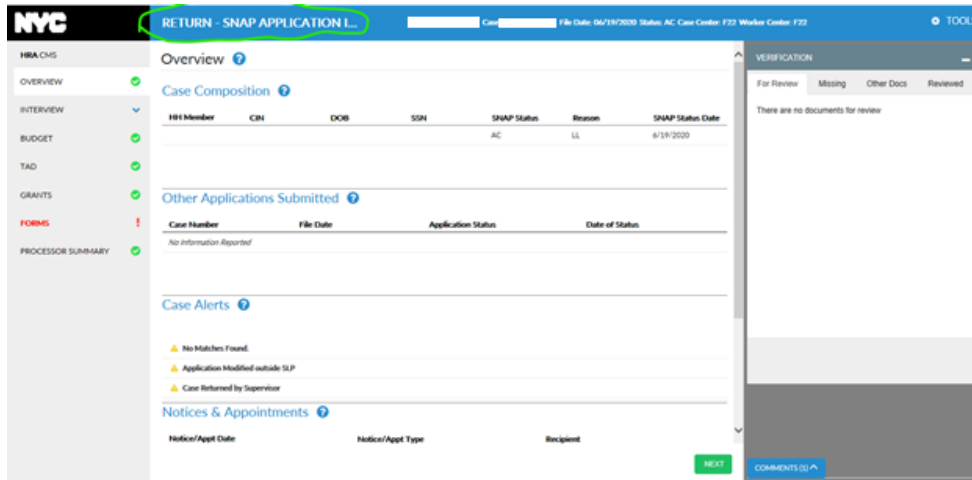 NYC
RETURN - SNAP APPLICATION I... Case File Date: 06/19/2020 Status: AC Case Center: F22 Worker Center: F22 TOOL
HRA CMS
OVERVIEW
INTERVIEW
BUDGET
TAD
GRANTS
FORMS !
PROCESSOR SUMMARY
Overview ?
Case Composition ?
HH Member CIN DOB SSN SNAP Status Reason SNAP Status Date
AC LL 6/19/2020
Other Applications Submitted ?
Case Number File Date Application Status Date of Status
No Information Reported
Case Alerts ?
No Matches Found.
Application Modified outside SLP
Case Returned by Supervisor
Notices & Appointments ?
Notice/Appt Date Notice/Appt Type Recipient
NEXT
VERIFICATION
For Review Missing Other Docs Reviewed
There are no documents for review
COMMENTS (1)